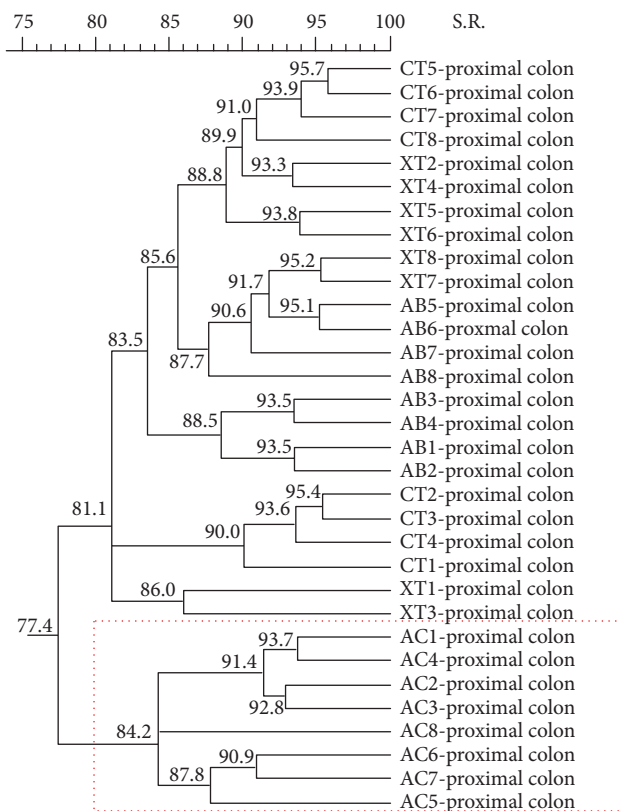 75 80 85 90 95 100 S.R.
95.7 CT5-proximal colon
93.9 CT6-proximal colon
91.0 CT7-proximal colon
89.9 CT8-proximal colon
93.3 XT2-proximal colon
88.8 XT4-proximal colon
93.8 XT5-proximal colon
XT6-proximal colon
85.6 95.2 XT8-proximal colon
91.7 XT7-proximal colon
90.6 95.1 AB5-proximal colon
83.5 AB6-proxmal colon
87.7 AB7-proximal colon
AB8-proximal colon
93.5 AB3-proximal colon
88.5 AB4-proximal colon
93.5 AB1-proximal colon
AB2-proximal colon
95.4 CT2-proximal colon
81.1 93.6 CT3-proximal colon
90.0 CT4-proximal colon
CT1-proximal colon
86.0 XT1-proximal colon
XT3-proximal colon
77.4 93.7 AC1-proximal colon
91.4 AC4-proximal colon
AC2-proximal colon
92.8 AC3-proximal colon
84.2 AC8-proximal colon
90.9 AC6-proximal colon
87.8 AC7-proximal colon
AC5-proximal colon